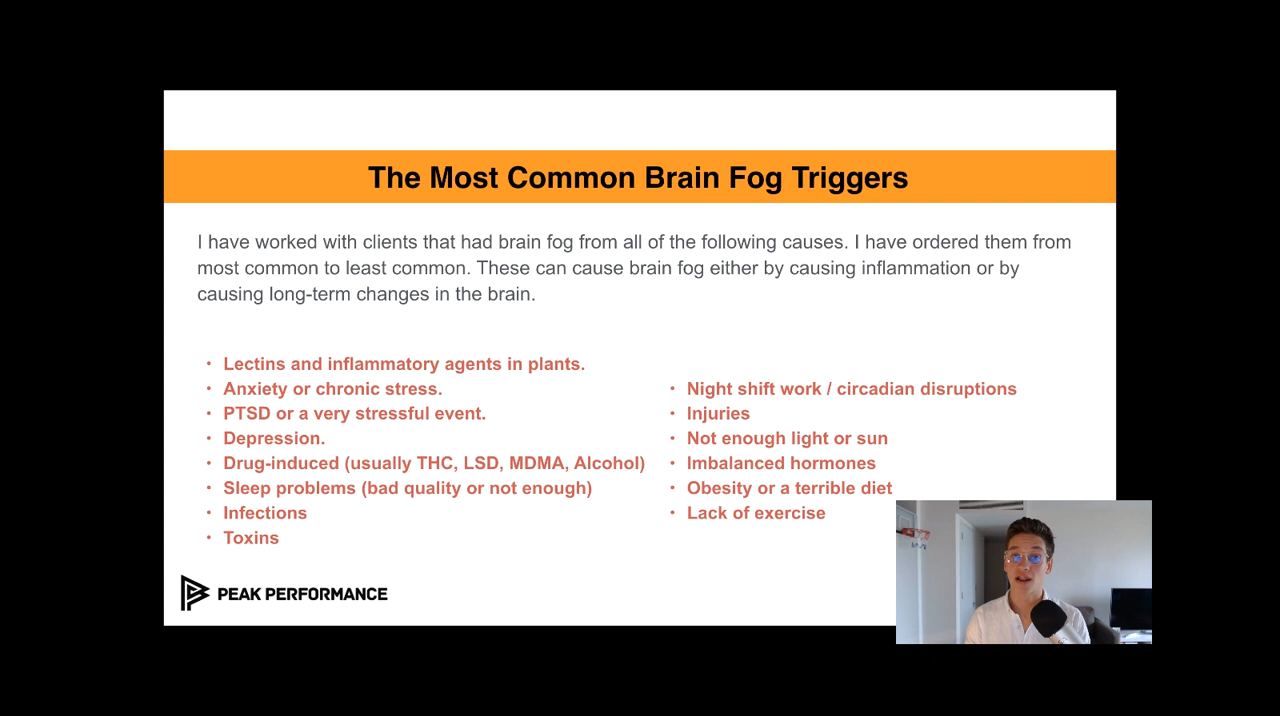 The Most Common Brain Fog Triggers
I have worked with clients that had brain fog from all of the following causes. I have ordered them from
most common to least common. These can cause brain fog either by causing inflammation or by
causing long-term changes in the brain.
• Lectins and inflammatory agents in plants.
• Anxiety or chronic stress.
• PTSD or a very stressful event.
• Depression.
• Drug-induced (usually THC, LSD, MDMA, Alcohol)
• Sleep problems (bad quality or not enough)
• Infections
• Toxins
• Night shift work / circadian disruptions
• Injuries
• Not enough light or sun
• Imbalanced hormones
• Obesity or a terrible diet
• Lack of exercise
PEAK PERFORMANCE